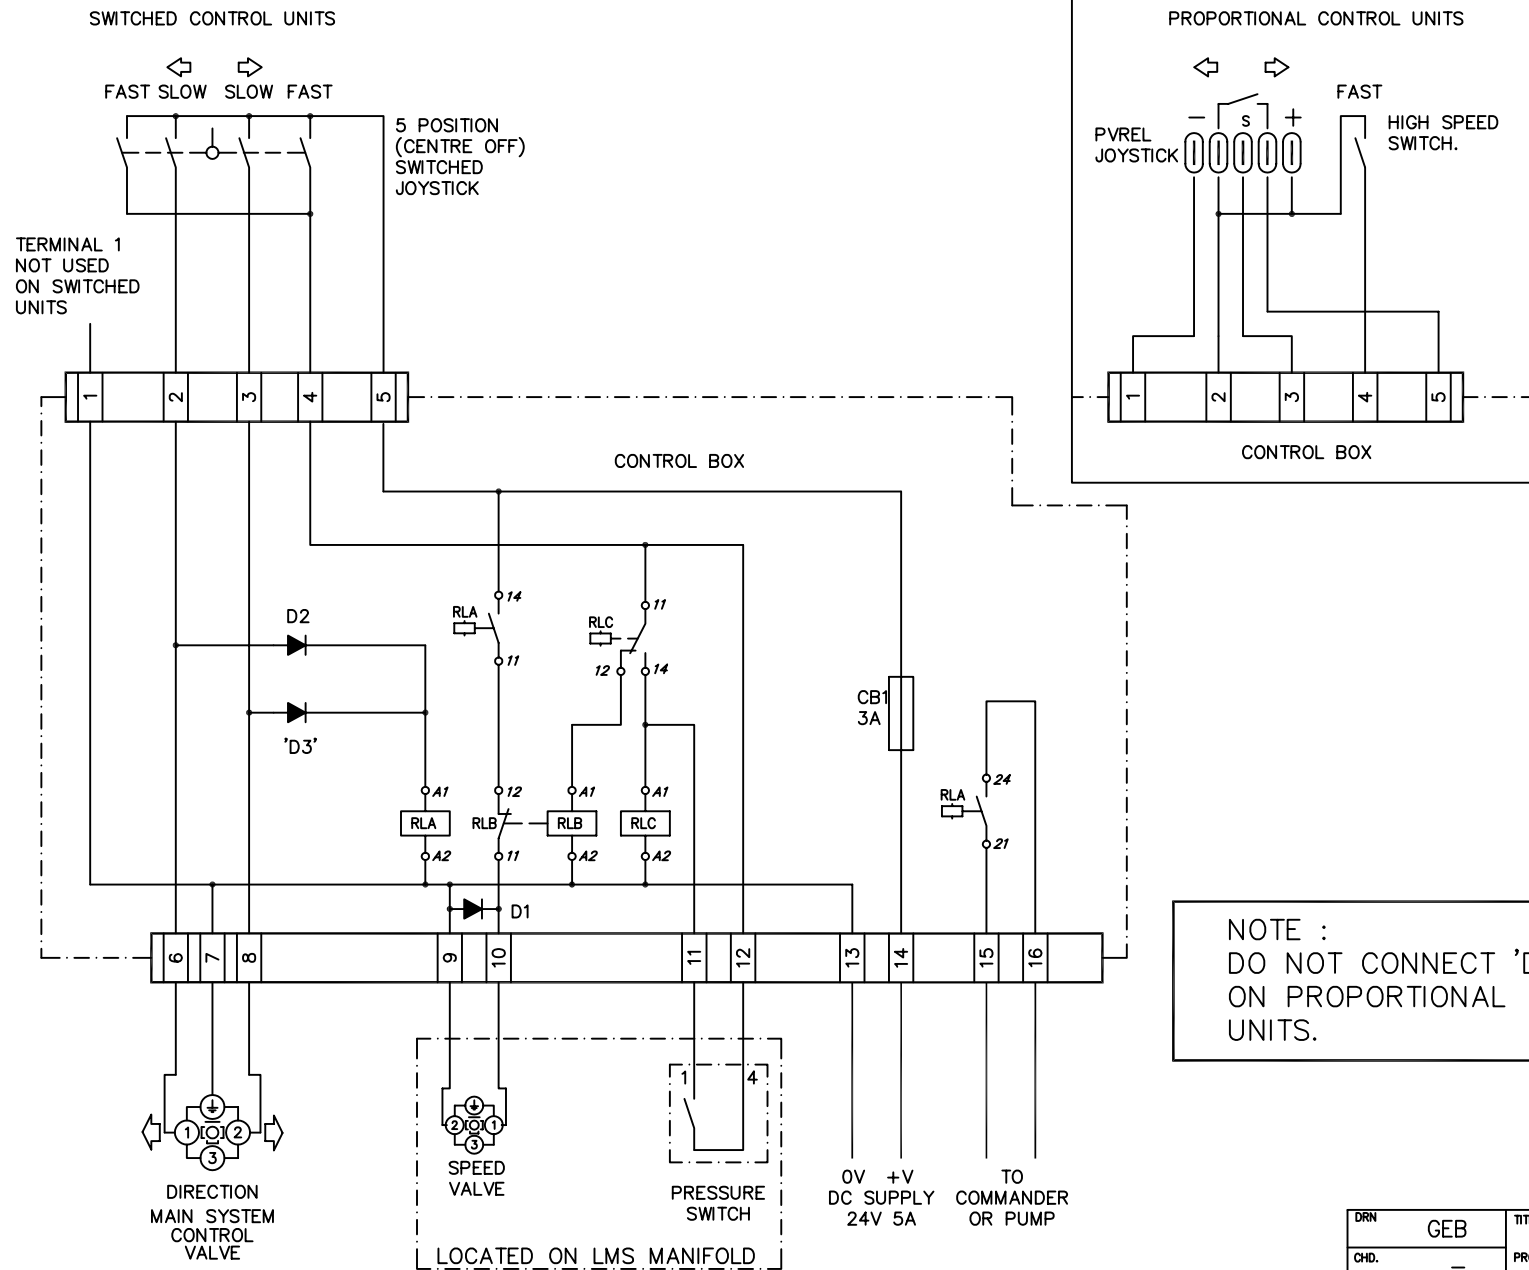 SWITCHED CONTROL UNITS
FAST SLOW SLOW FAST
5 POSITION
(CENTRE OFF)
SWITCHED
JOYSTICK
TERMINAL 1
NOT USED
ON SWITCHED
UNITS
1 2 3 4 5
PROPORTIONAL CONTROL UNITS
FAST
HIGH SPEED
SWITCH.
PVREL
JOYSTICK
− s +
1 2 3 4 5
CONTROL BOX
CONTROL BOX
D2
'D3'
RLA
14
11
RLC
11
12 14
CB1
3A
A1
RLA
A2
12
RLB
11
A1
RLB
A2
A1
RLC
A2
RLA
24
21
D1
6 7 8 9 10 11 12 13 14 15 16
NOTE :
DO NOT CONNECT 'D
ON PROPORTIONAL
UNITS.
1 2
3
DIRECTION
MAIN SYSTEM
CONTROL
VALVE
2 1
3
SPEED
VALVE
1 4
PRESSURE
SWITCH
LOCATED ON LMS MANIFOLD
0V +V
DC SUPPLY
24V 5A
TO
COMMANDER
OR PUMP
DRN
GEB
CHD.
–